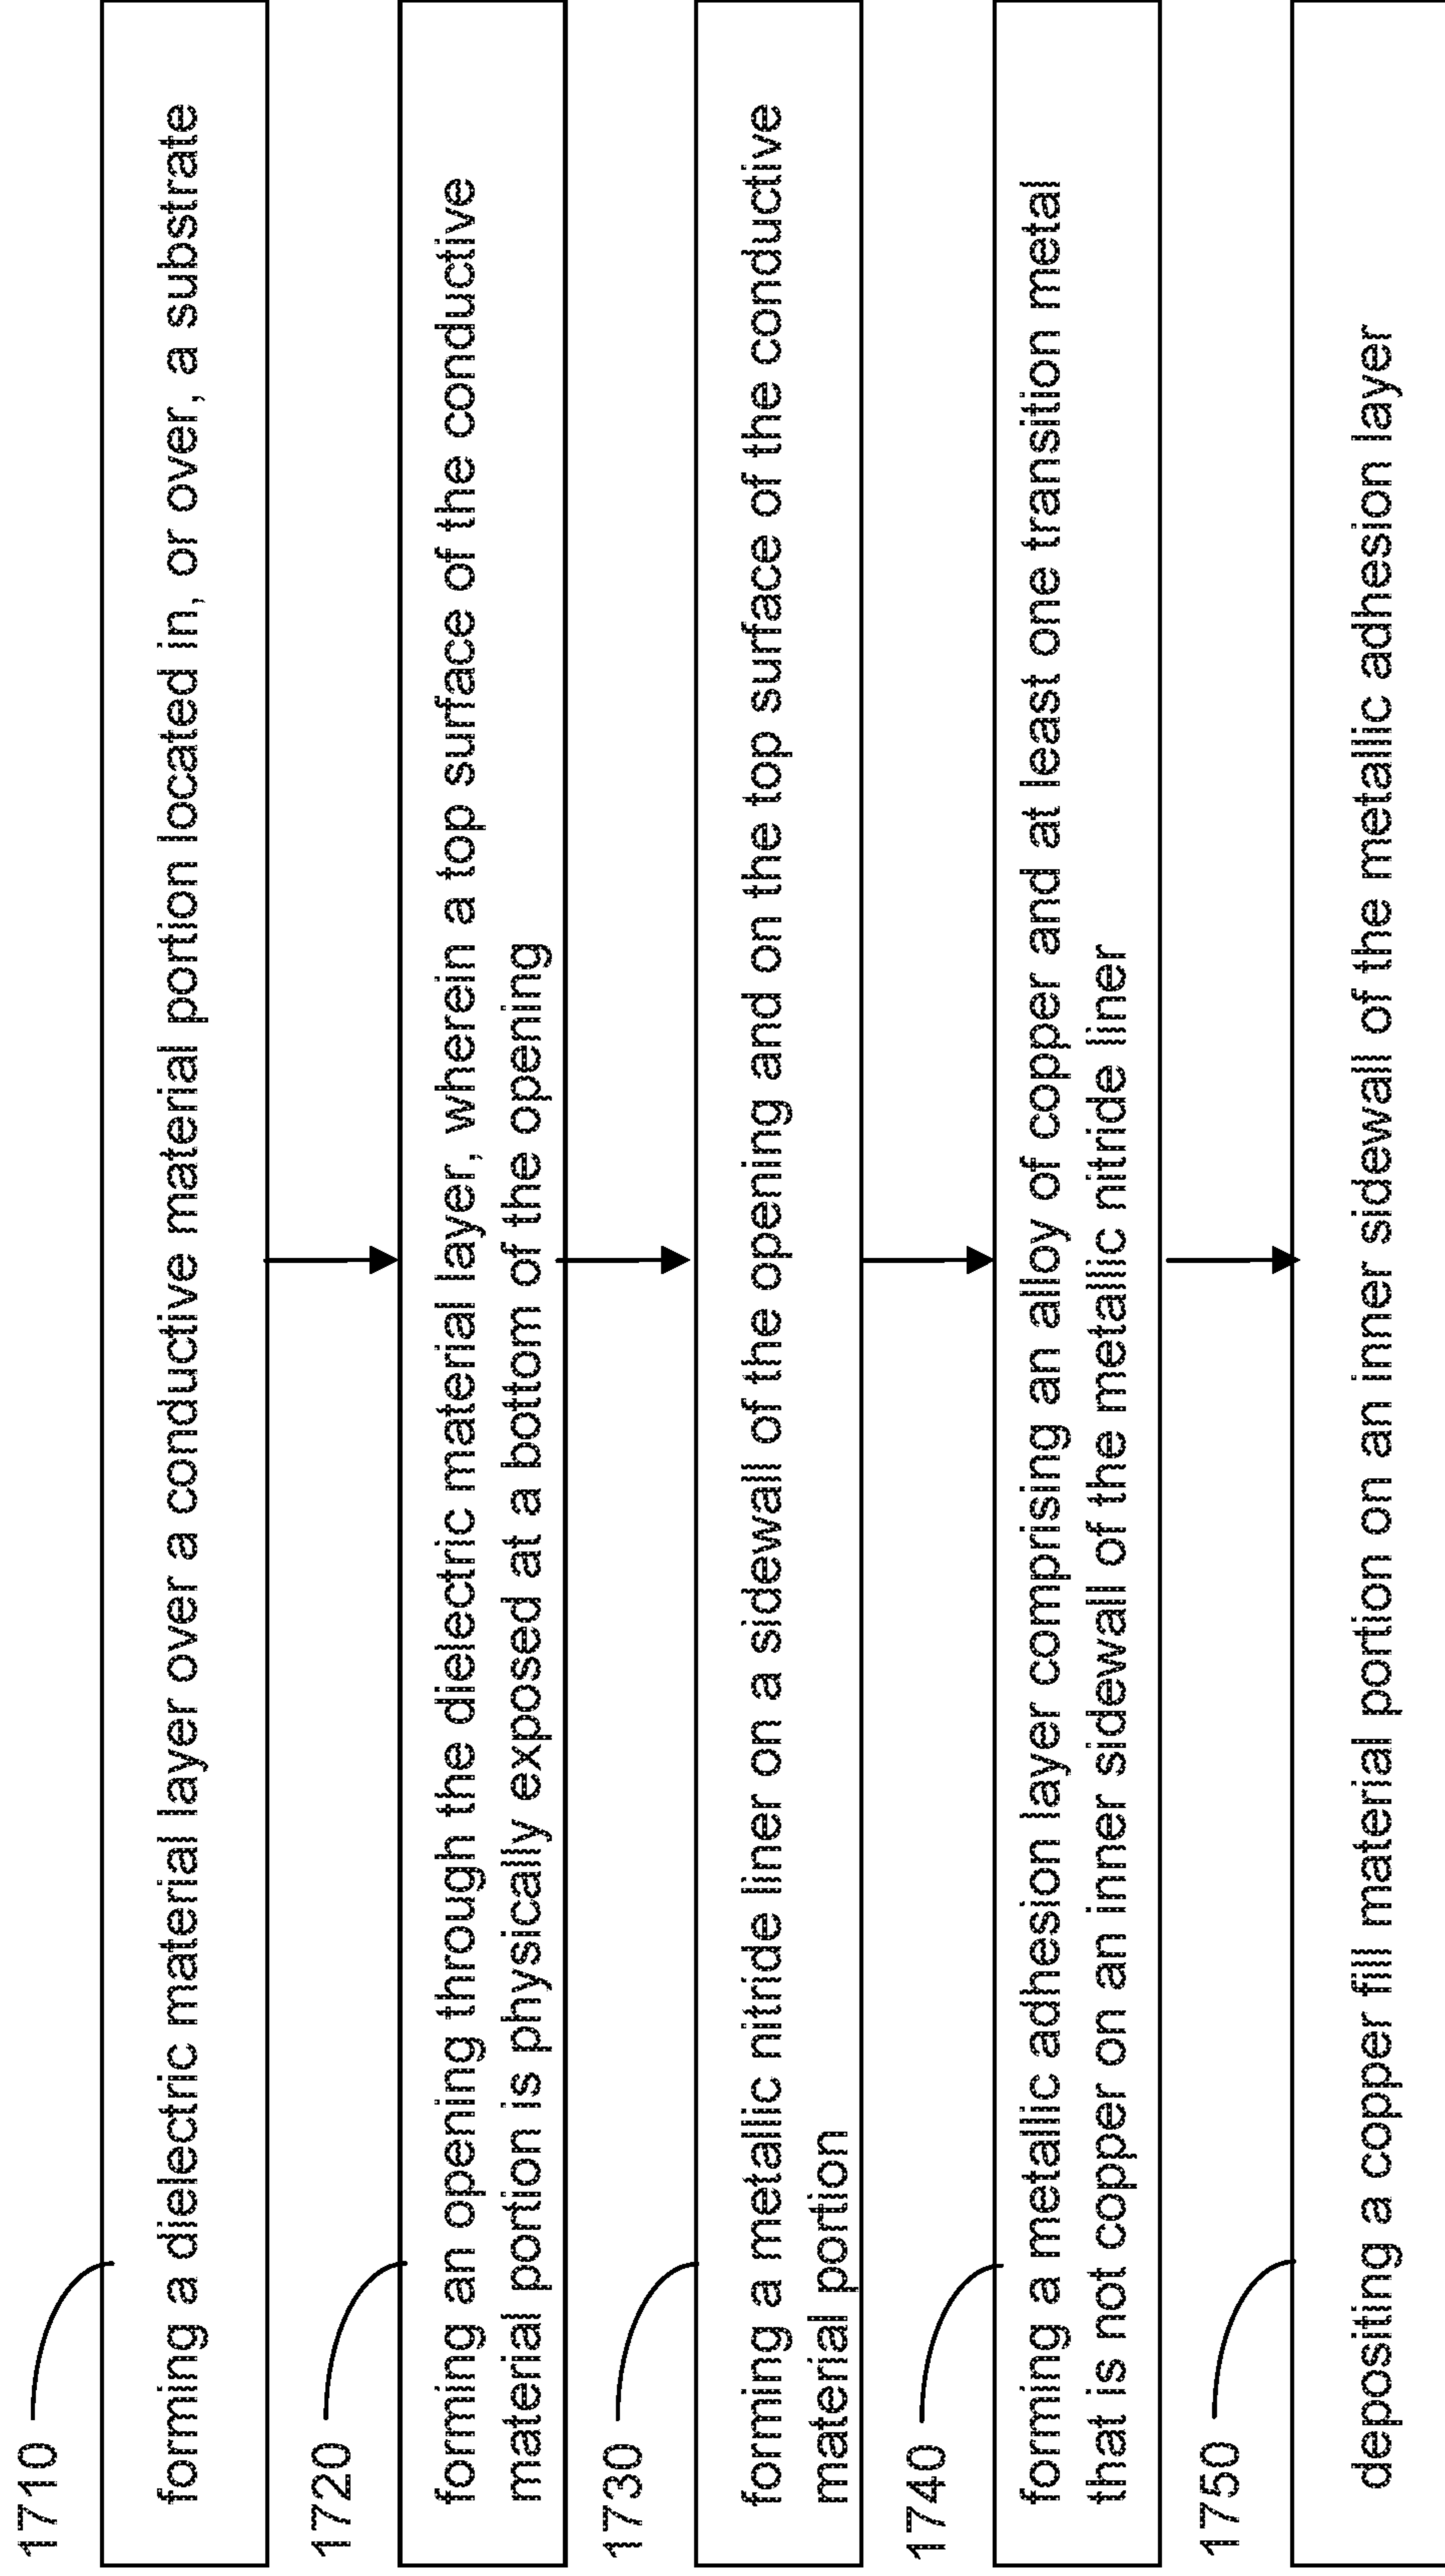 1710
forming a dielectric material layer over a conductive material portion located in, or over, a substrate
1720
forming an opening through the dielectric material layer, wherein a top surface of the conductive
material portion is physically exposed at a bottom of the opening
1730
forming a metallic nitride liner on a sidewall of the opening and on the top surface of the conductive
material portion
1740
forming a metallic adhesion layer comprising an alloy of copper and at least one transition metal
that is not copper on an inner sidewall of the metallic nitride liner
1750
depositing a copper fill material portion on an inner sidewall of the metallic adhesion layer